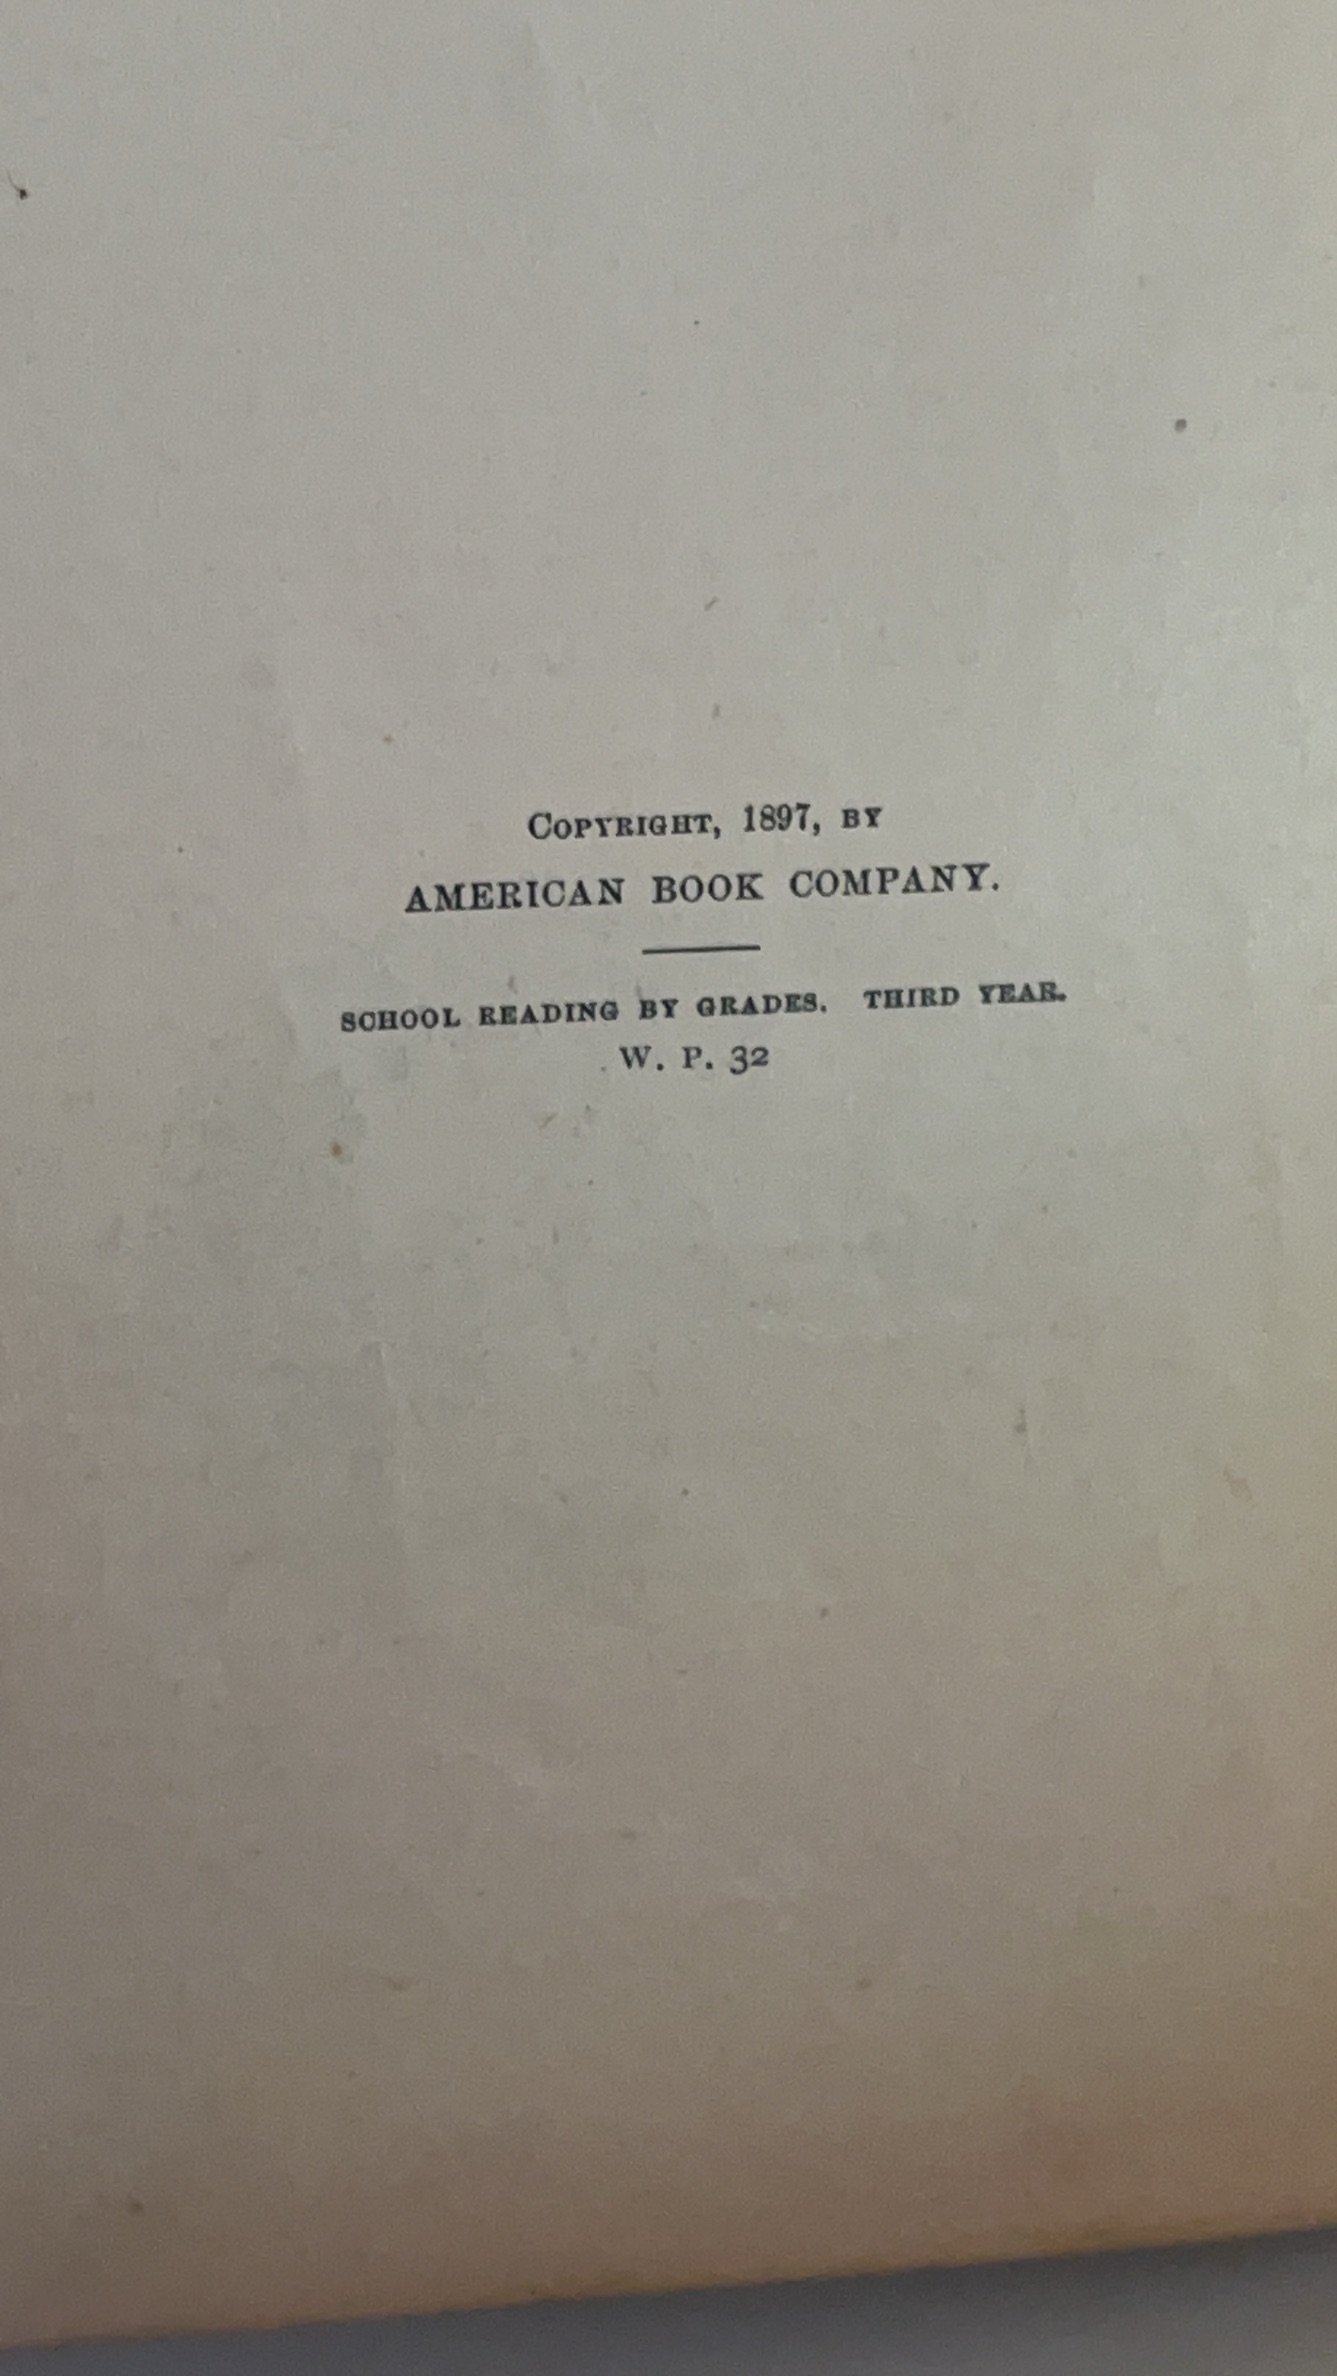 COPYRIGHT, 1897, BY
AMERICAN BOOK COMPANY.
SCHOOL READING BY GRADES. THIRD YEAR.
W. P. 32